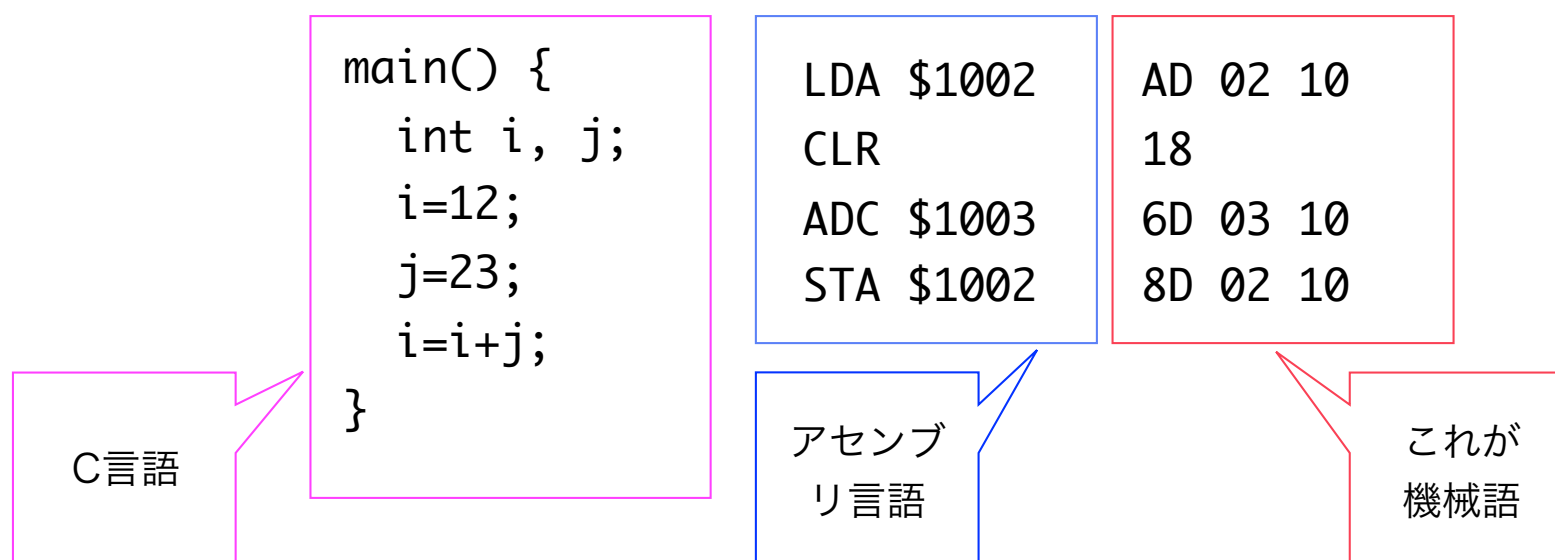 main() {
int i, j;
i=12;
j=23;
i=i+j;
}
C言語
LDA $1002
CLR
ADC $1003
STA $1002
アセンブ
リ言語
AD 02 10
18
6D 03 10
8D 02 10
これが
機械語